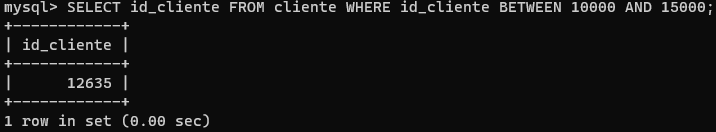 mysql> SELECT id_cliente FROM cliente WHERE id_cliente BETWEEN 10000 AND 15000;
+------------+
| id_cliente |
+------------+
|      12635 |
+------------+
1 row in set (0.00 sec)